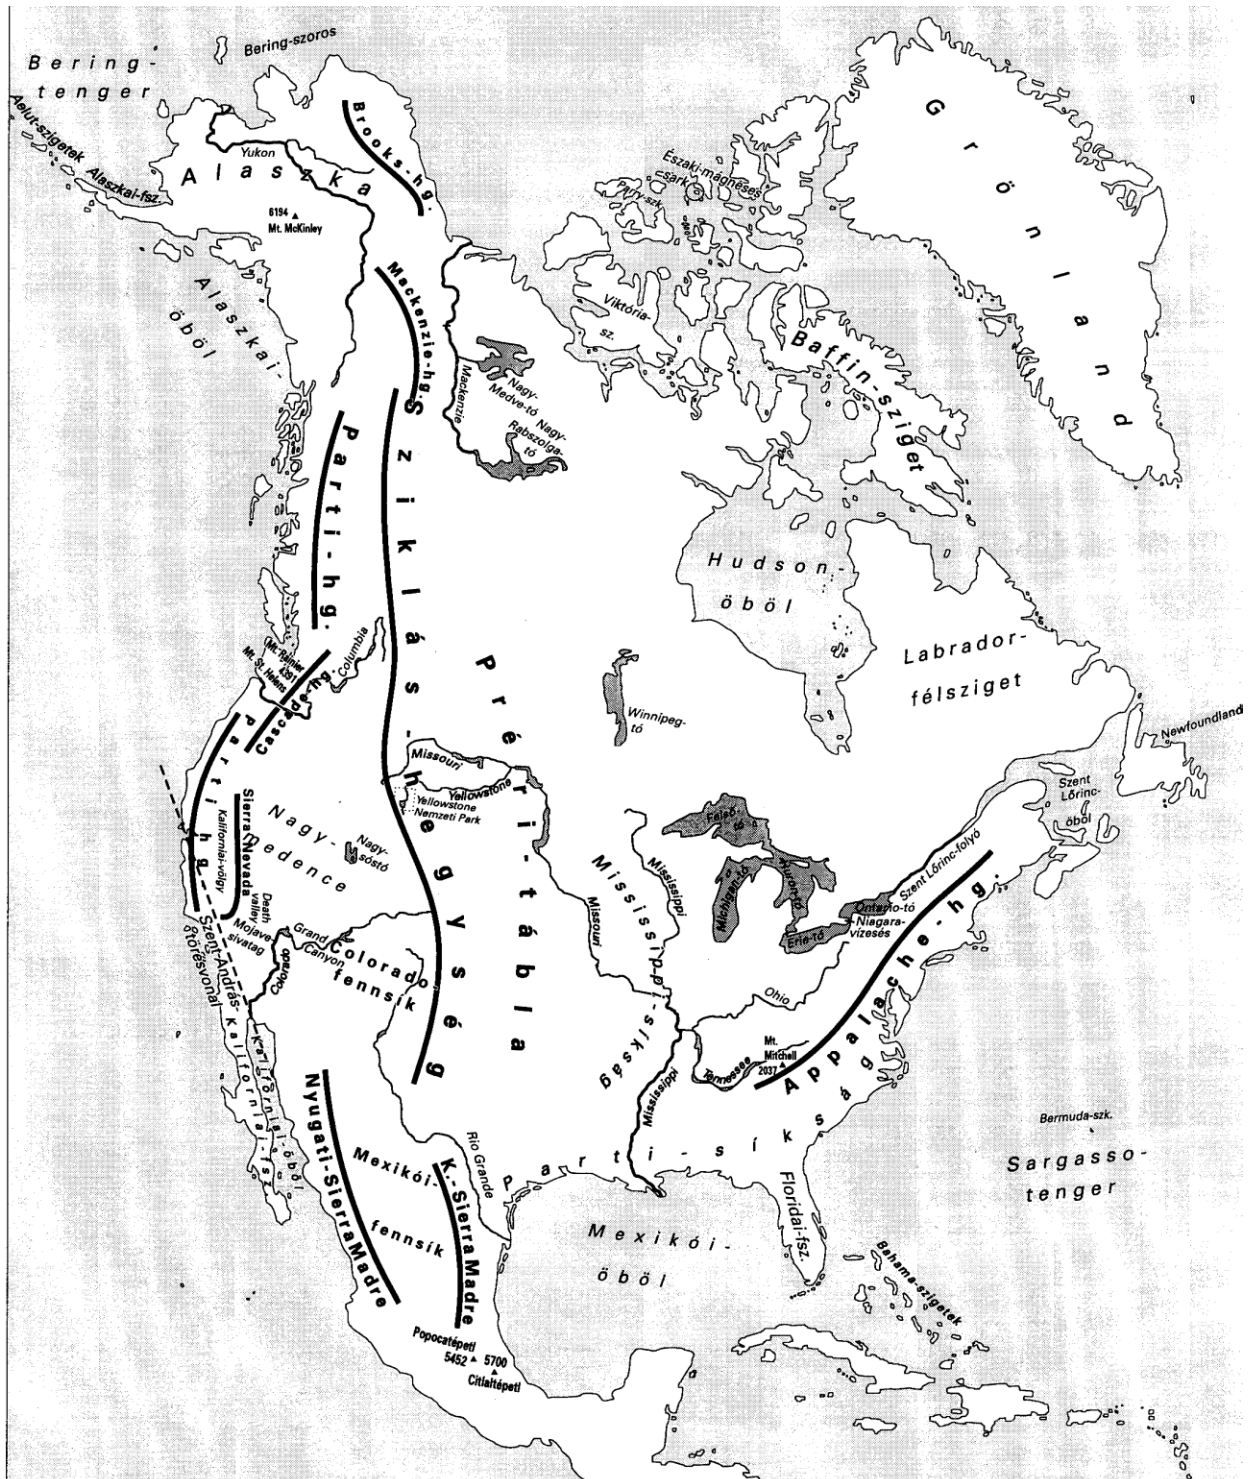 Bering-szoros
Bering-
tenger
Aelut-szigetek
Alaszkai-fsz.
Yukon
Alaszka
Brooks-hg.
6194
Mt. McKinley
Alaszkai-
öböl
Mackenzie-hg.
Mackenzie
Nagy-
Medve-tó
Nagy-
Rabszolga-
tó
Északi-mágneses
sark
Parry-szk.
Viktória-
sz.
Baffin-sziget
Grönland
Parti-hg.
Sziklás-hegység
Hudson-
öböl
Labrador-
félsziget
Newfoundland
Szent
Lőrinc-
öböl
Winnipeg-
tó
Mt. Rainier
4391
Mt. St. Helens
Cascade-hg.
Columbia
Parti hg.
Sierra Nevada
Kaliforniai-völgy
Nagy-
medence
Nagy-
sóstó
Missouri
Yellowstone
Yellowstone
Nemzeti Park
Préri-tábla
Mississippi-síkság
Mississippi
Missouri
Felső-
tó
Michigan-tó
Huron-tó
Erie-tó
Ontario-tó
Niagara-
vízesés
Szent Lőrinc-folyó
Appalache-hg.
Death
valley
Mojave-
sivatag
Szent-András-
törésvonal
Grand
Canyon
Colorado
Colorado
fennsík
Ohio
Mt.
Mitchell
2037
Tennessee
Mississippi
Kaliforniai-fsz.
Kaliforniai-öböl
Nyugati-Sierra Madre
Mexikói-
fennsík
K.-Sierra Madre
Rio Grande
Parti-síkság
Floridai-fsz.
Mexikói-
öböl
Bermuda-szk.
Sargasso-
tenger
Bahama-szigetek
Popocatépetl
5452
5700
Citlaltépetl